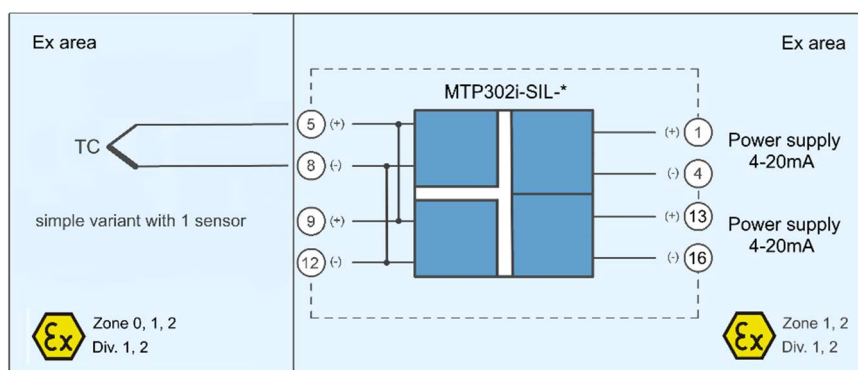 Ex area
Ex area
MTP302i-SIL-*
TC
5 (+)
8 (-)
9 (+)
12 (-)
(+) 1
(-) 4
(+) 13
(-) 16
Power supply
4-20mA
Power supply
4-20mA
simple variant with 1 sensor
Ex
Zone 0, 1, 2
Div. 1, 2
Ex
Zone 1, 2
Div. 1, 2